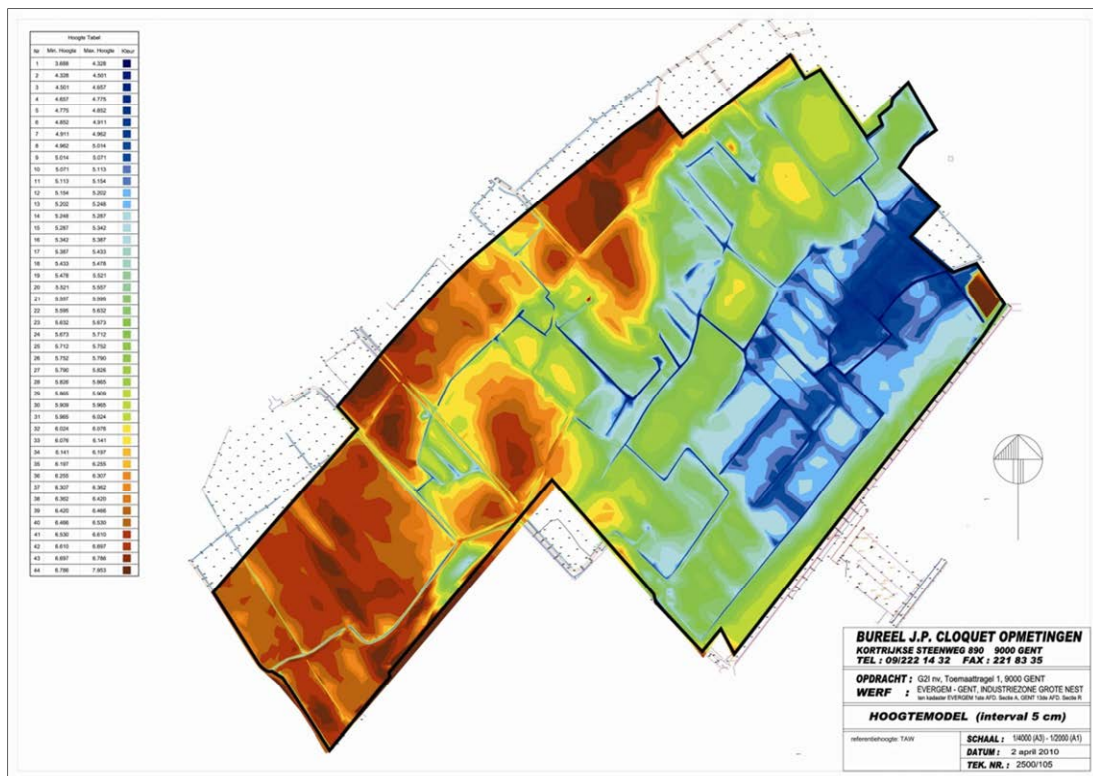 Hoogte Tabel
Nr Min. Hoogte Max. Hoogte Kleur
1 3.688 4.328
2 4.328 4.501
3 4.501 4.657
4 4.657 4.775
5 4.775 4.852
6 4.852 4.911
7 4.911 4.962
8 4.962 5.014
9 5.014 5.071
10 5.071 5.113
11 5.113 5.154
12 5.154 5.202
13 5.202 5.248
14 5.248 5.287
15 5.287 5.342
16 5.342 5.387
17 5.387 5.433
18 5.433 5.478
19 5.478 5.521
20 5.521 5.557
21 5.557 5.595
22 5.595 5.632
23 5.632 5.673
24 5.673 5.712
25 5.712 5.752
26 5.752 5.790
27 5.790 5.826
28 5.826 5.865
29 5.865 5.909
30 5.909 5.965
31 5.965 6.024
32 6.024 6.076
33 6.076 6.141
34 6.141 6.197
35 6.197 6.255
36 6.255 6.307
37 6.307 6.362
38 6.362 6.420
39 6.420 6.466
40 6.466 6.530
41 6.530 6.610
42 6.610 6.697
43 6.697 6.786
44 6.786 7.953
BUREEL J.P. CLOQUET OPMETINGEN
KORTRIJKSE STEENWEG 890 9000 GENT
TEL : 09/222 14 32 FAX : 221 83 35
OPDRACHT : G2I nv, Toemaattragel 1, 9000 GENT
WERF : EVERGEM - GENT, INDUSTRIEZONE GROTE NEST
ten kadaster EVERGEM 1ste AFD. Sectie A, GENT 13de AFD. Sectie R
HOOGTEMODEL (interval 5 cm)
referentiehoogte: TAW
SCHAAL : 1/4000 (A3) - 1/2000 (A1)
DATUM : 2 april 2010
TEK. NR. : 2500/105